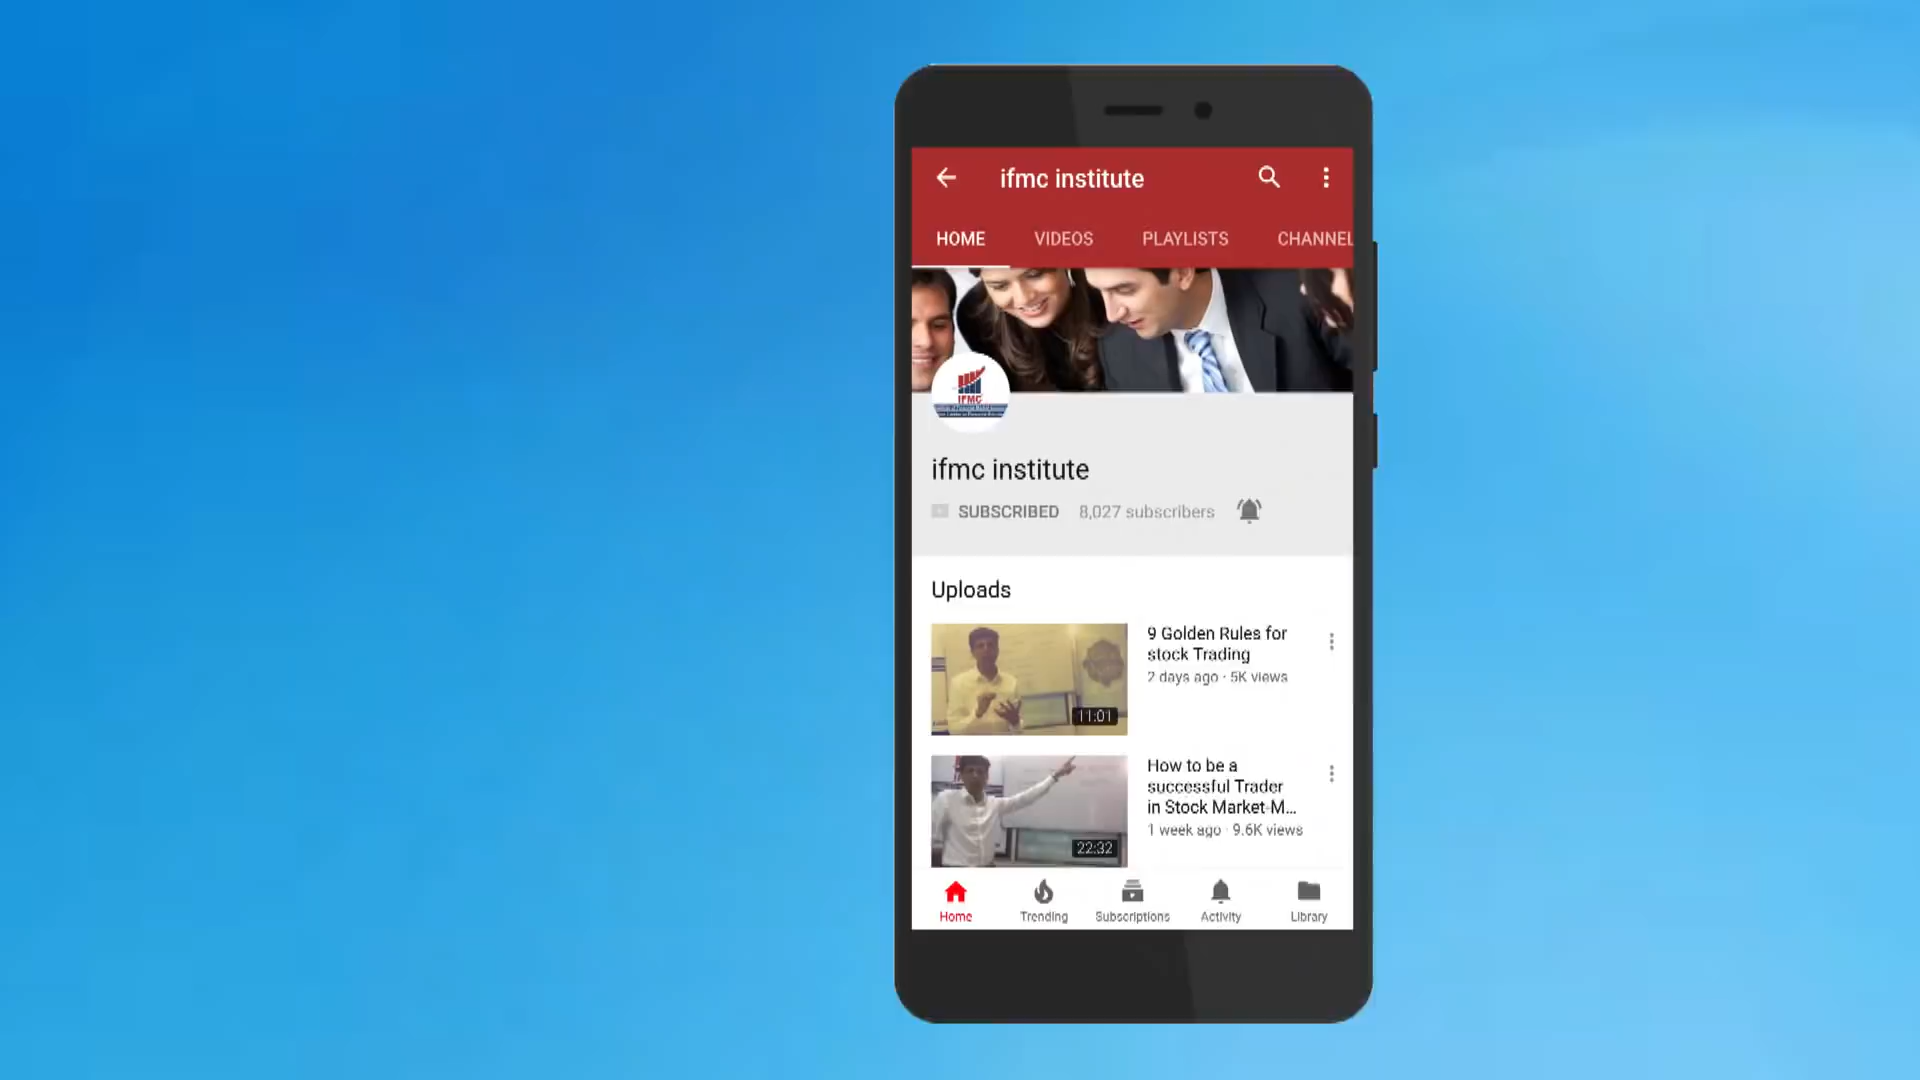 ifmc institute
HOME VIDEOS PLAYLISTS CHANNEL
IFMC
ifmc institute
SUBSCRIBED 8,027 subscribers
Uploads
9 Golden Rules for
stock Trading
2 days ago · 5K views
11:01
How to be a
successful Trader
in Stock Market-M...
1 week ago · 9.6K views
22:32
Home Trending Subscriptions Activity Library